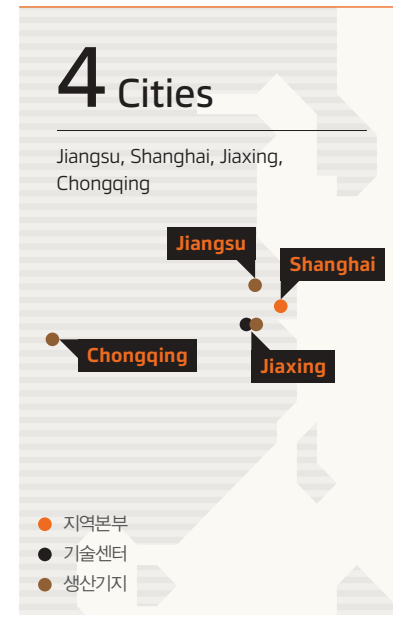 4 Cities
Jiangsu, Shanghai, Jiaxing,
Chongqing
Jiangsu
Shanghai
Chongqing
Jiaxing
지역본부
기술센터
생산기지